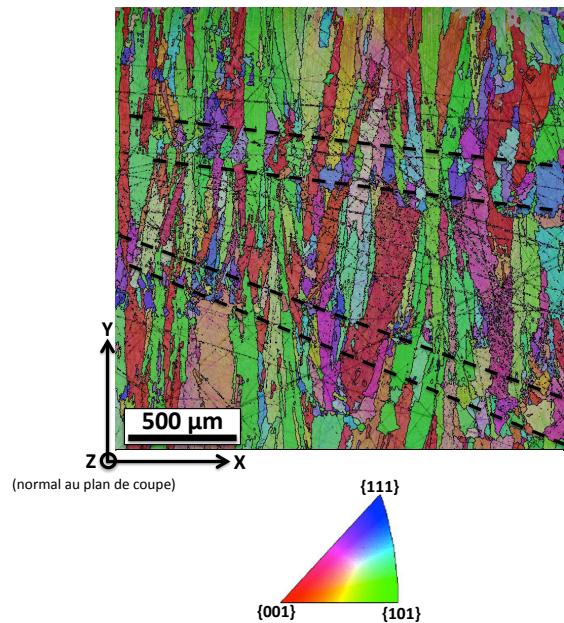 Y
500 µm
Z
X
(normal au plan de coupe)
{111}
{001}
{101}